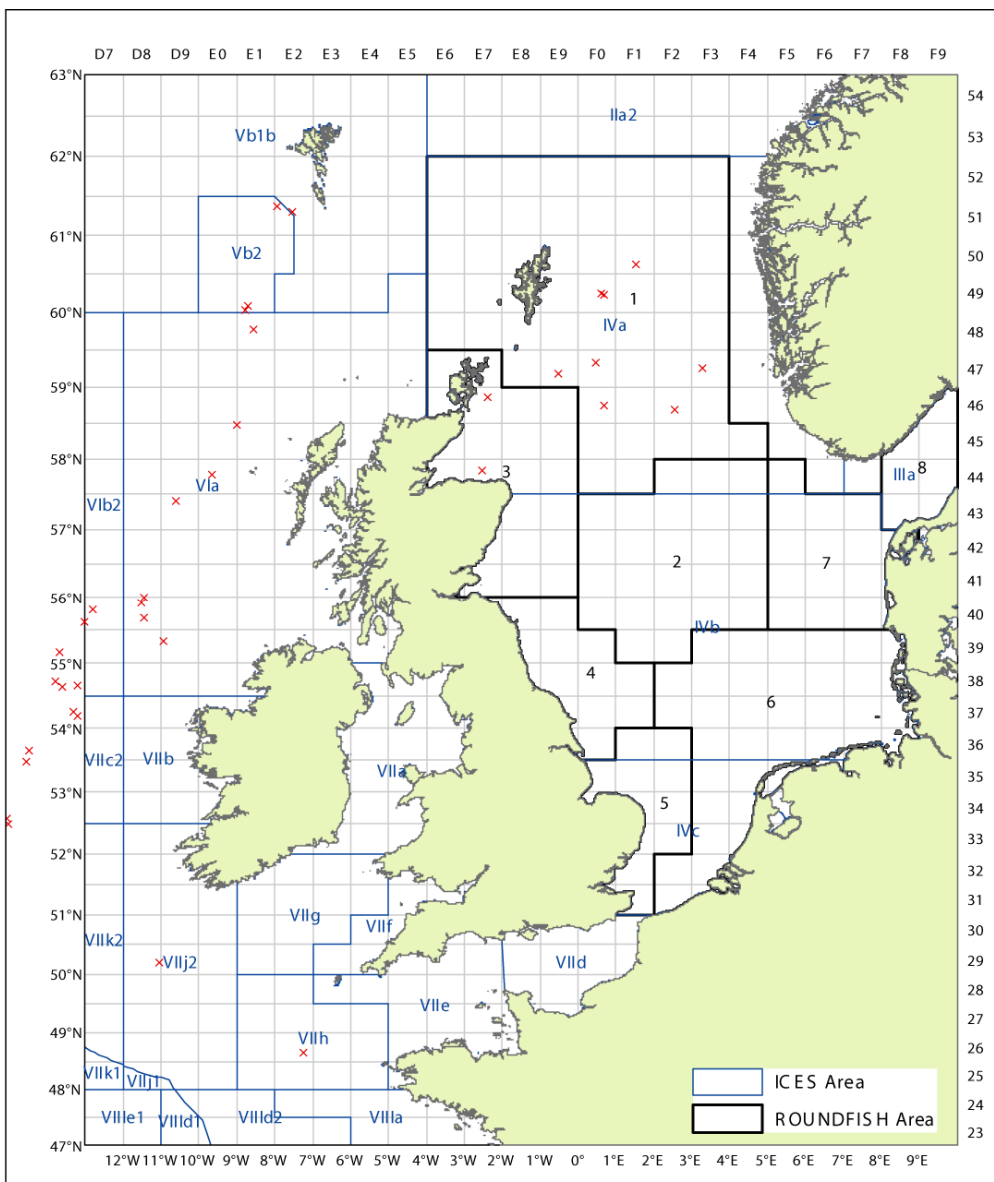 D7 D8 D9 E0 E1 E2 E3 E4 E5 E6 E7 E8 E9 F0 F1 F2 F3 F4 F5 F6 F7 F8 F9
63°N
54
IIa2
Vb1b
53
62°N
52
51
Vb2
61°N
50
1
49
60°N
IVa
48
47
59°N
46
45
58°N
3
IIIa
8
VIa
44
VIb2
43
57°N
42
2
7
41
56°N
40
IVb
39
55°N
4
38
6
37
54°N
36
VIIc2
VIIb
VIIa
35
53°N
5
34
IVc
33
52°N
32
31
51°N
VIIg
VIIf
30
VIIk2
VIIj2
VIId
29
50°N
28
VIIe
27
49°N
VIIh
26
VIIk1
VIIj1
ICES Area
25
48°N
VIIIe1
VIIId1
VIIId2
VIIIa
ROUNDFISH Area
24
23
47°N
12°W 11°W 10°W 9°W 8°W 7°W 6°W 5°W 4°W 3°W 2°W 1°W 0° 1°E 2°E 3°E 4°E 5°E 6°E 7°E 8°E 9°E